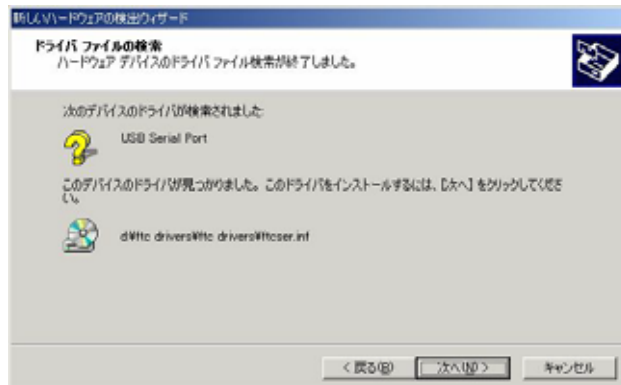 新しいハードウェアの検出ウィザード
ドライバ ファイルの検索
ハードウェア デバイスのドライバ ファイル検索が終了しました。
次のデバイスのドライバが検索されました
USB Serial Port
このデバイスのドライバが見つかりました。このドライバをインストールするには、[次へ] をクリックしてくださ
い。
d¥ttc drivers¥ttc drivers¥ttcser.inf
< 戻る(B)
次へ(N) >
キャンセル